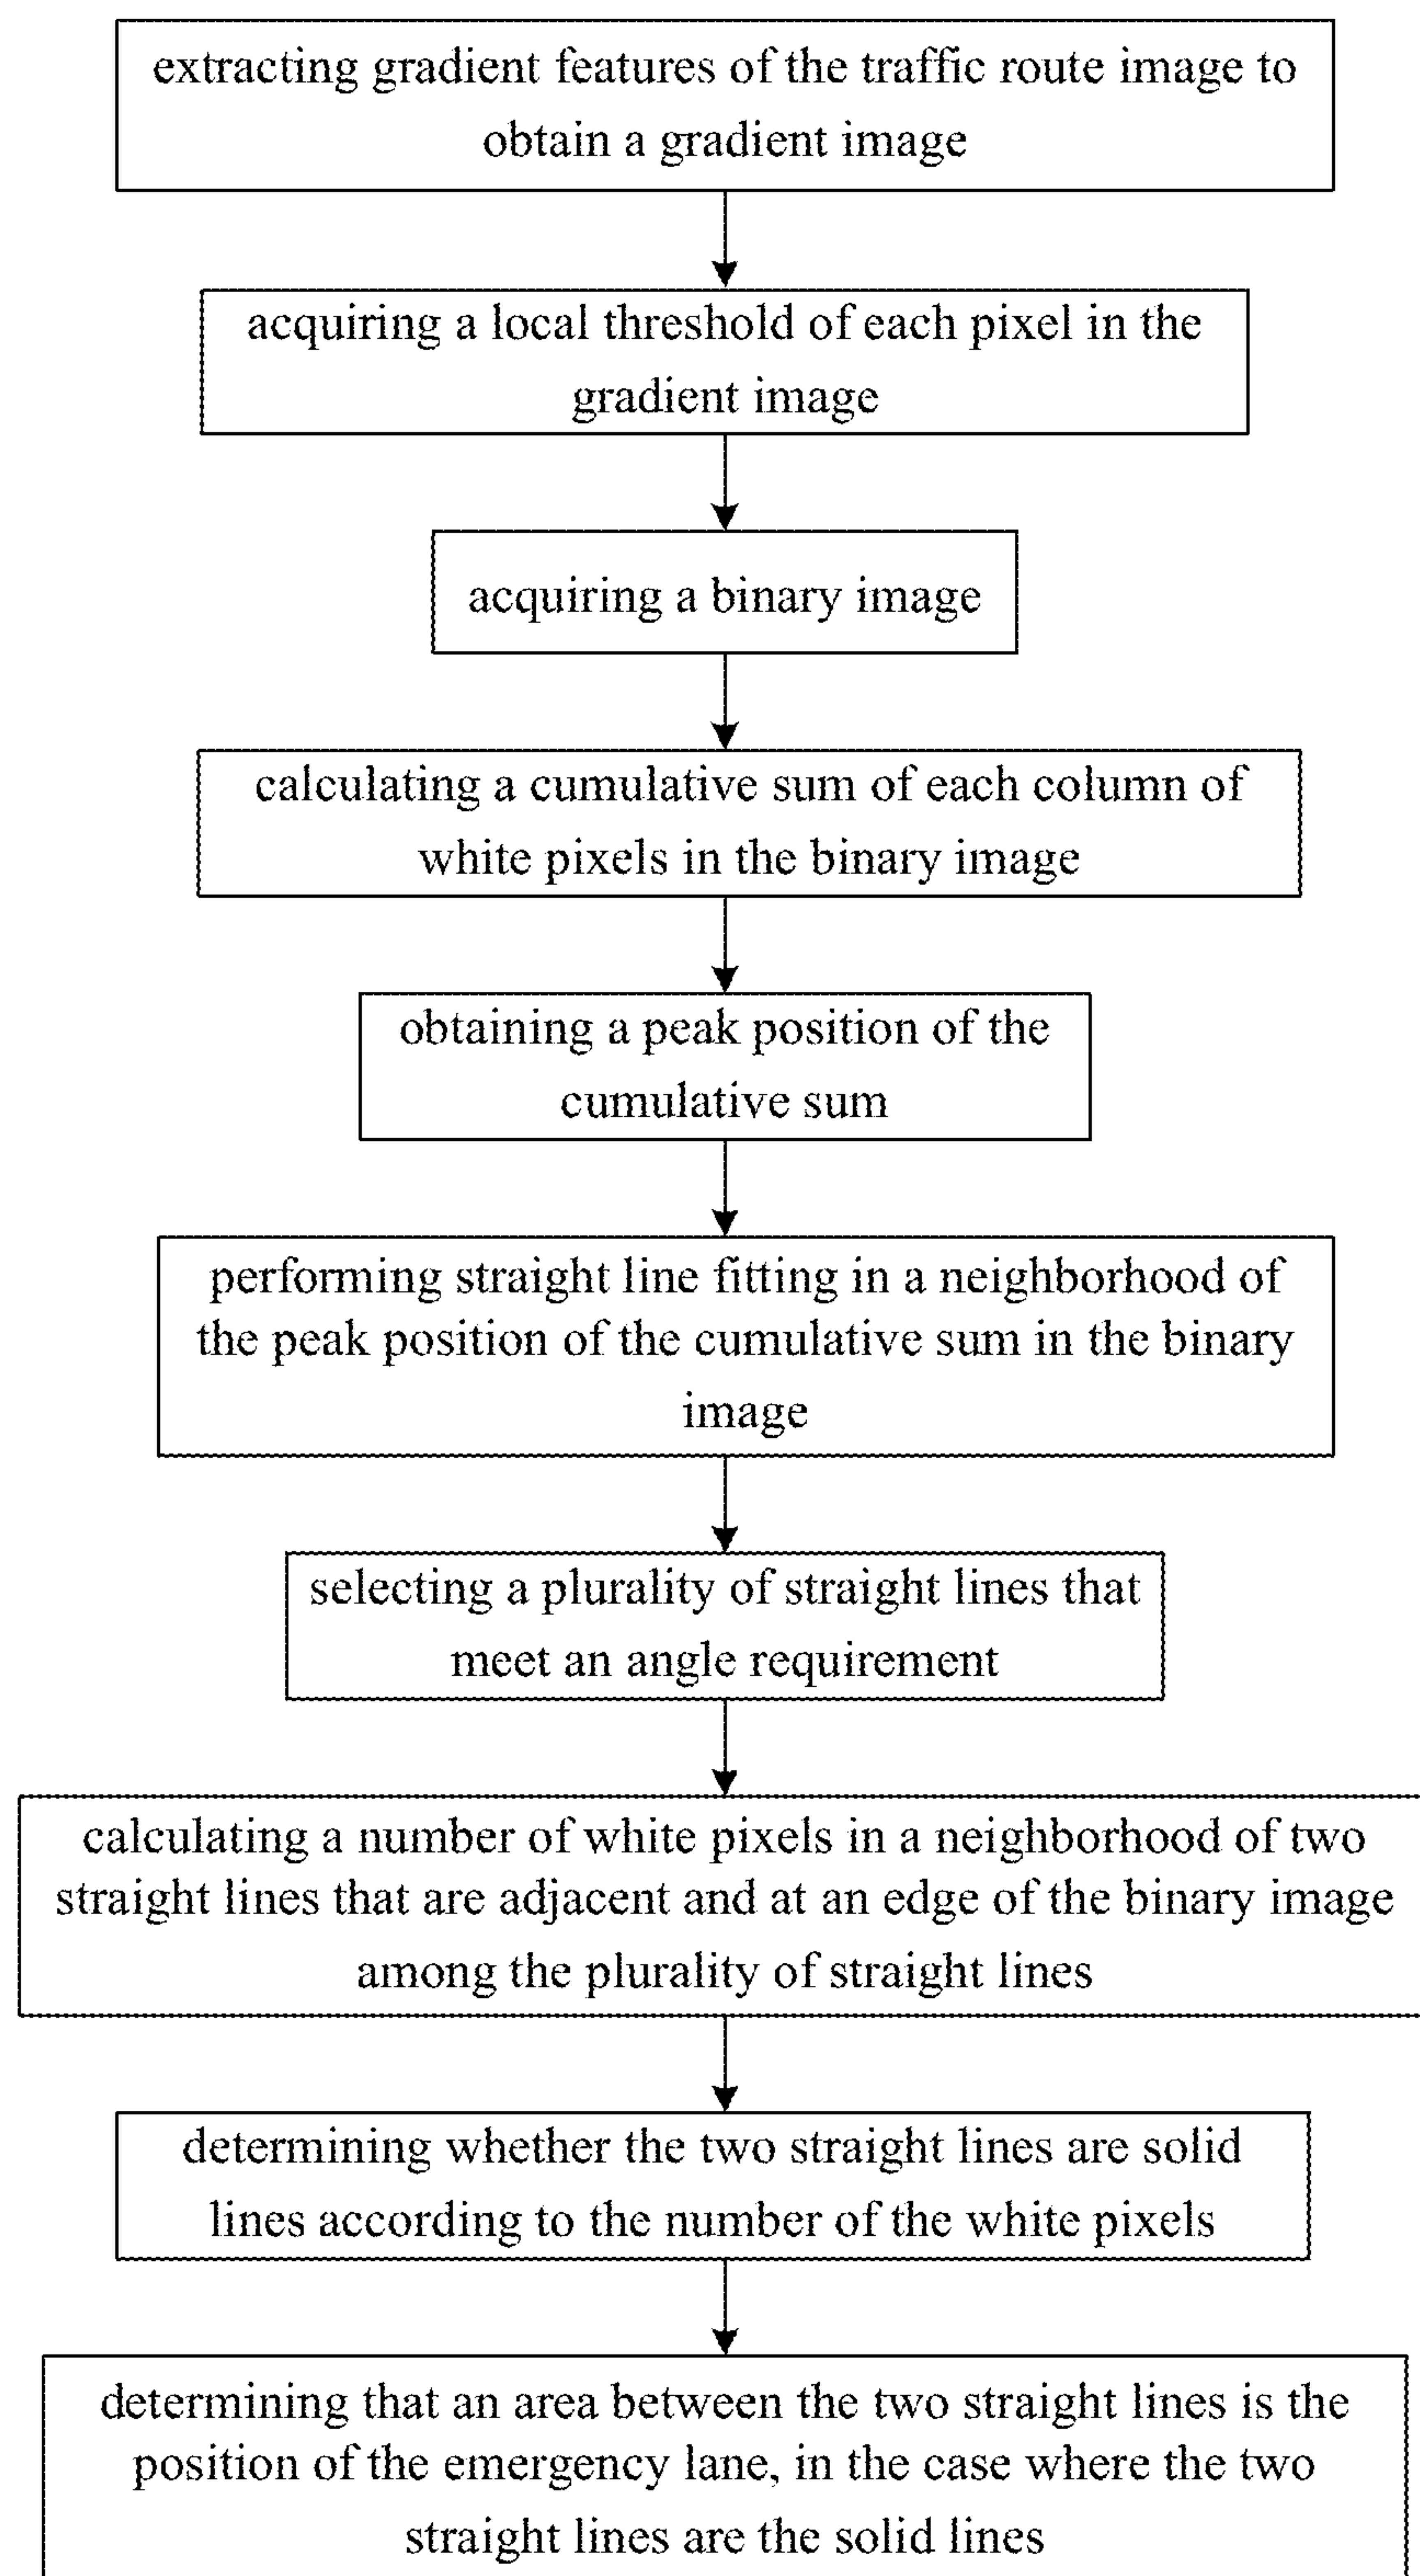 extracting gradient features of the traffic route image to
obtain a gradient image
acquiring a local threshold of each pixel in the
gradient image
acquiring a binary image
calculating a cumulative sum of each column of
white pixels in the binary image
obtaining a peak position of the
cumulative sum
performing straight line fitting in a neighborhood of
the peak position of the cumulative sum in the binary
image
selecting a plurality of straight lines that
meet an angle requirement
calculating a number of white pixels in a neighborhood of two
straight lines that are adjacent and at an edge of the binary image
among the plurality of straight lines
determining whether the two straight lines are solid
lines according to the number of the white pixels
determining that an area between the two straight lines is the
position of the emergency lane, in the case where the two
straight lines are the solid lines